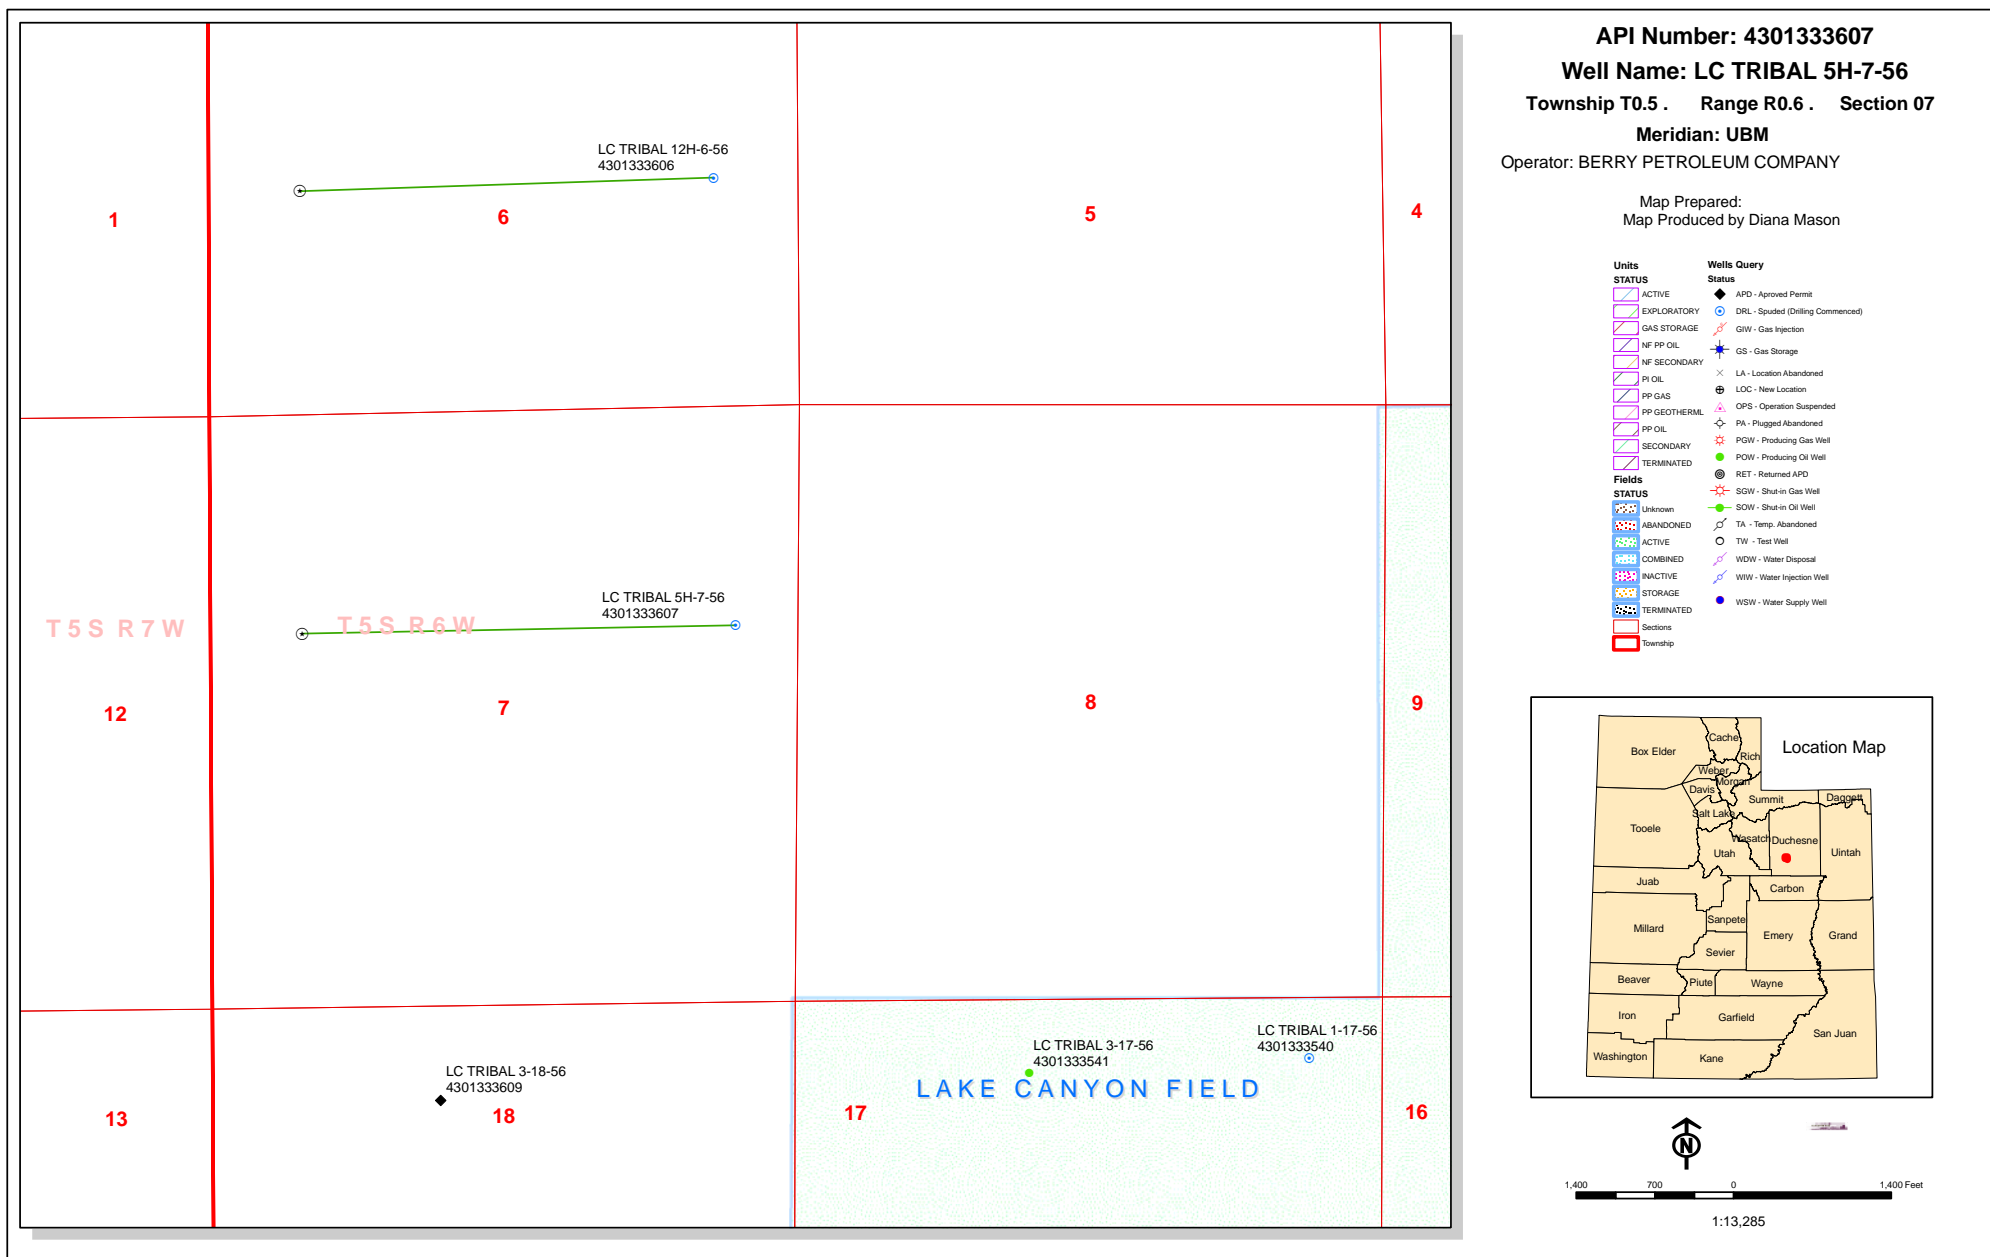 API Number: 4301333607
Well Name: LC TRIBAL 5H-7-56
Township T0.5 . Range R0.6 . Section 07
Meridian: UBM
Operator: BERRY PETROLEUM COMPANY
Map Prepared:
Map Produced by Diana Mason
LC TRIBAL 12H-6-56
4301333606
1
6
5
4
LC TRIBAL 5H-7-56
4301333607
T5S R7W
T5S R6W
12
7
8
9
LC TRIBAL 3-18-56
4301333609
LC TRIBAL 3-17-56
4301333541
LC TRIBAL 1-17-56
4301333540
LAKE CANYON FIELD
13
18
17
16
Units
STATUS
ACTIVE
EXPLORATORY
GAS STORAGE
NF PP OIL
NF SECONDARY
PI OIL
PP GAS
PP GEOTHERML
PP OIL
SECONDARY
TERMINATED
Fields
STATUS
Unknown
ABANDONED
ACTIVE
COMBINED
INACTIVE
STORAGE
TERMINATED
Sections
Township
Wells Query
Status
APD - Aproved Permit
DRL - Spuded (Drilling Commenced)
GIW - Gas Injection
GS - Gas Storage
LA - Location Abandoned
LOC - New Location
OPS - Operation Suspended
PA - Plugged Abandoned
PGW - Producing Gas Well
POW - Producing Oil Well
RET - Returned APD
SGW - Shut-in Gas Well
SOW - Shut-in Oil Well
TA - Temp. Abandoned
TW - Test Well
WDW - Water Disposal
WIW - Water Injection Well
WSW - Water Supply Well
Location Map
Box Elder
Cache
Rich
Weber
Morgan
Davis
Summit
Daggett
Salt Lake
Tooele
Wasatch
Duchesne
Utah
Uintah
Juab
Carbon
Sanpete
Millard
Emery
Grand
Sevier
Beaver
Piute
Wayne
Iron
Garfield
San Juan
Washington
Kane
N
1,400 700 0 1,400 Feet
1:13,285